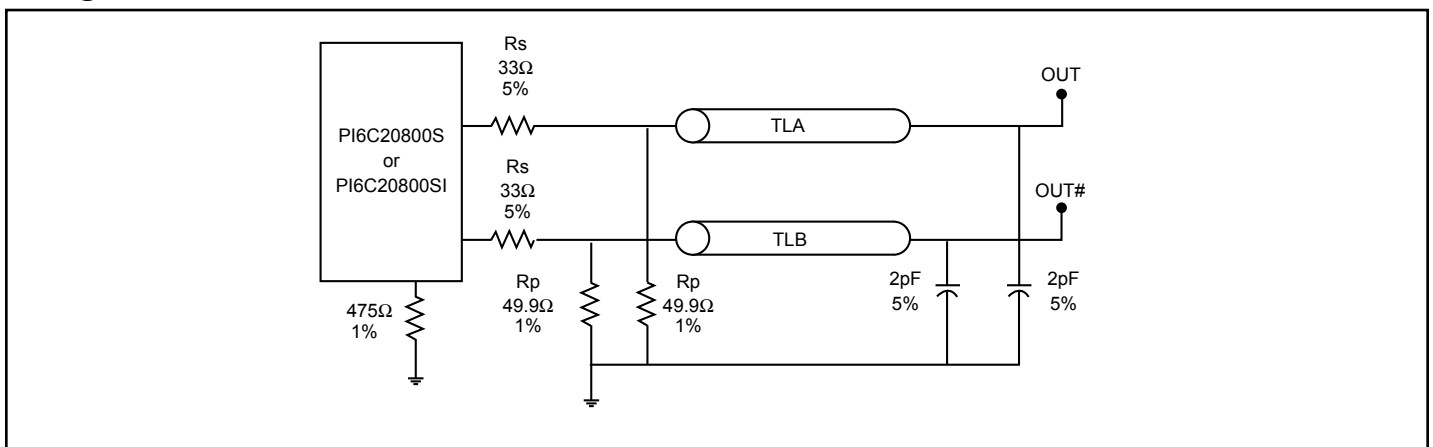 Rs
33Ω
5%
OUT
TLA
PI6C20800S
or
PI6C20800SI
Rs
33Ω
5%
OUT#
TLB
Rp
49.9Ω
1%
Rp
49.9Ω
1%
2pF
5%
2pF
5%
475Ω
1%